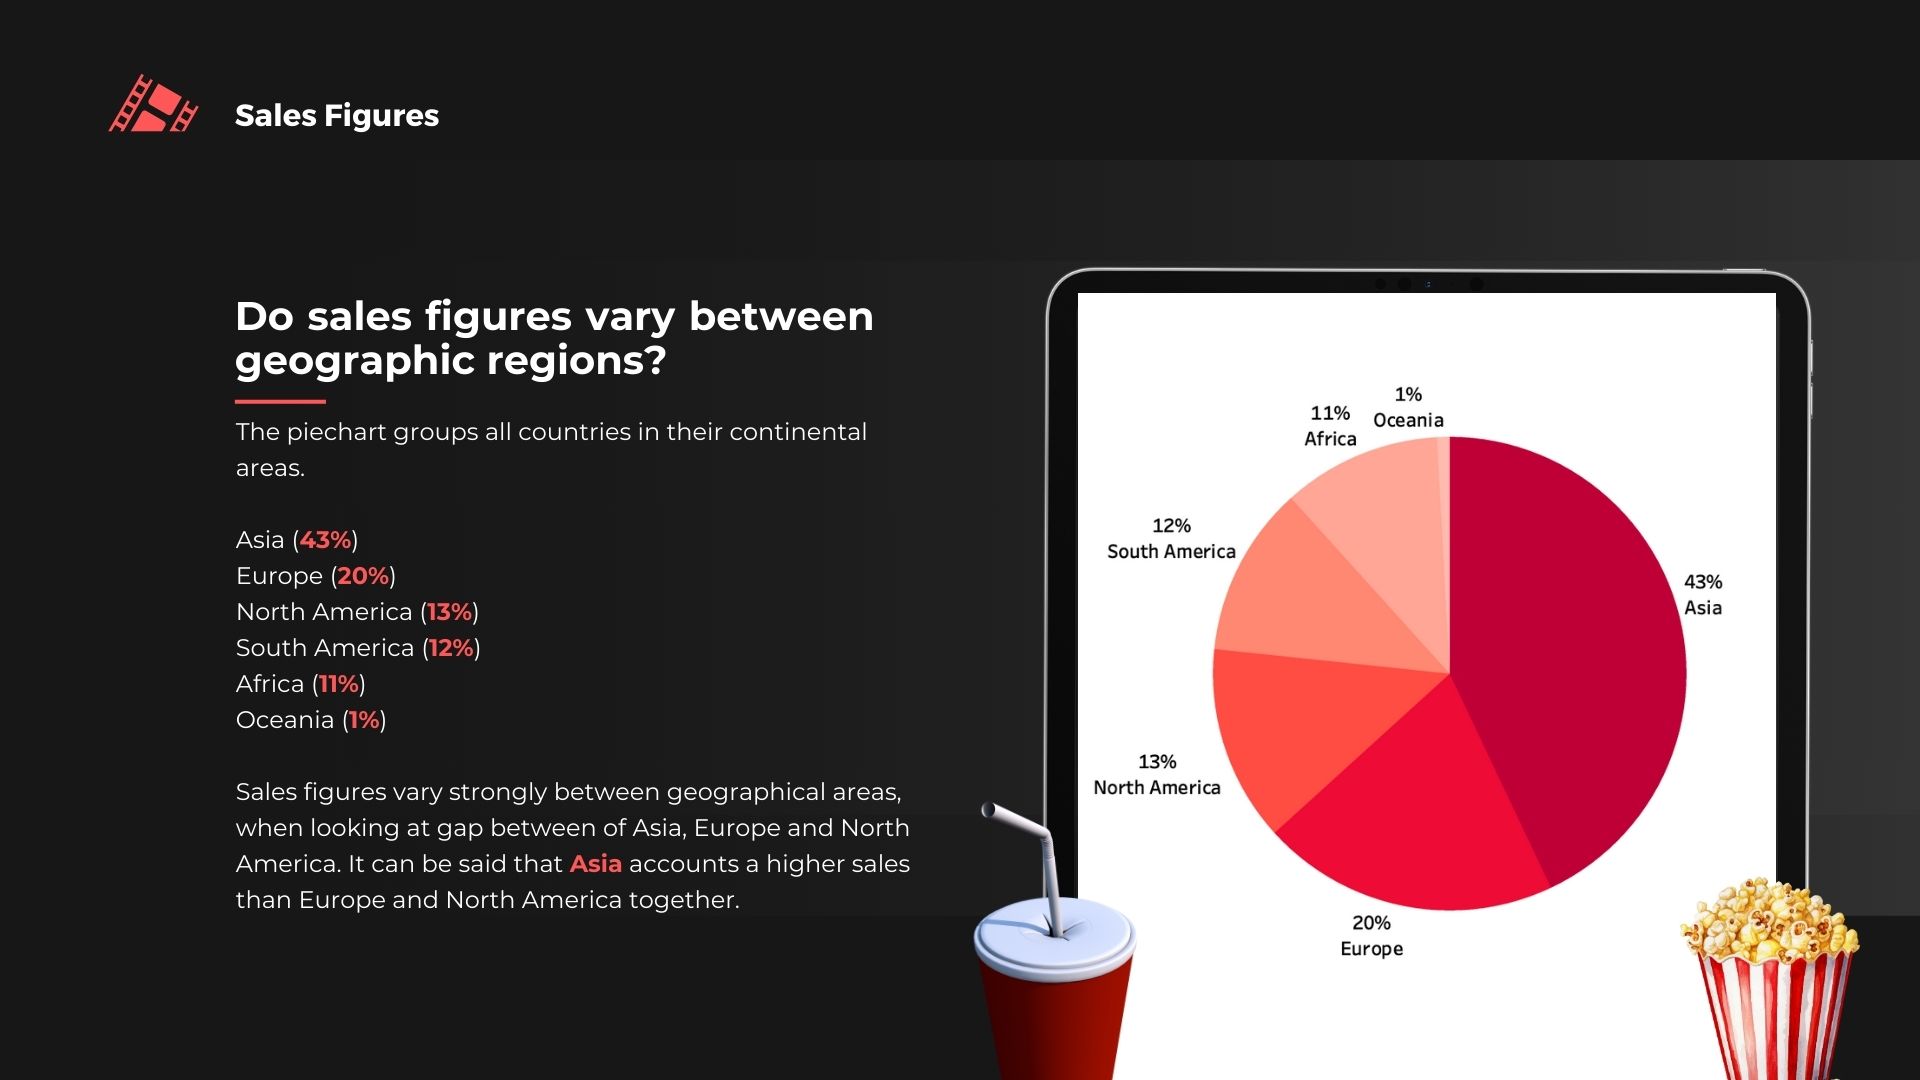 Sales Figures
Do sales figures vary between
geographic regions?
The piechart groups all countries in their continental
areas.
Asia (43%)
Europe (20%)
North America (13%)
South America (12%)
Africa (11%)
Oceania (1%)
Sales figures vary strongly between geographical areas,
when looking at gap between of Asia, Europe and North
America. It can be said that Asia accounts a higher sales
than Europe and North America together.
1%
Oceania
11%
Africa
12%
South America
43%
Asia
13%
North America
20%
Europe